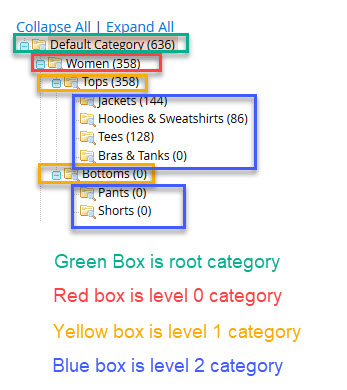 Collapse All | Expand All
Default Category (636)
Women (358)
Tops (358)
Jackets (144)
Hoodies & Sweatshirts (86)
Tees (128)
Bras & Tanks (0)
Bottoms (0)
Pants (0)
Shorts (0)
Green Box is root category
Red box is level 0 category
Yellow box is level 1 category
Blue box is level 2 category